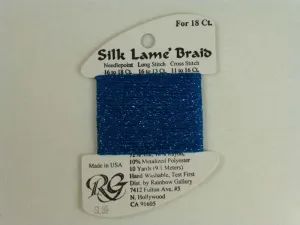 For 18 Ct.
Silk Lamé Braid
Needlepoint Long Stitch Cross Stitch
16 to 18 Ct. 16 to 13 Ct. 11 to 16 Ct.
10% Metalized Polyester
10 Yards (9.1 Meters)
Hand Washable, Test First
Dist. by Rainbow Gallery
7412 Fulton Ave. #5
N. Hollywood
CA 91605
Made in USA
RG